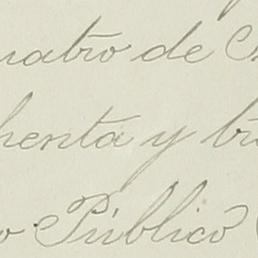 uatro de
henta y tr
o Público